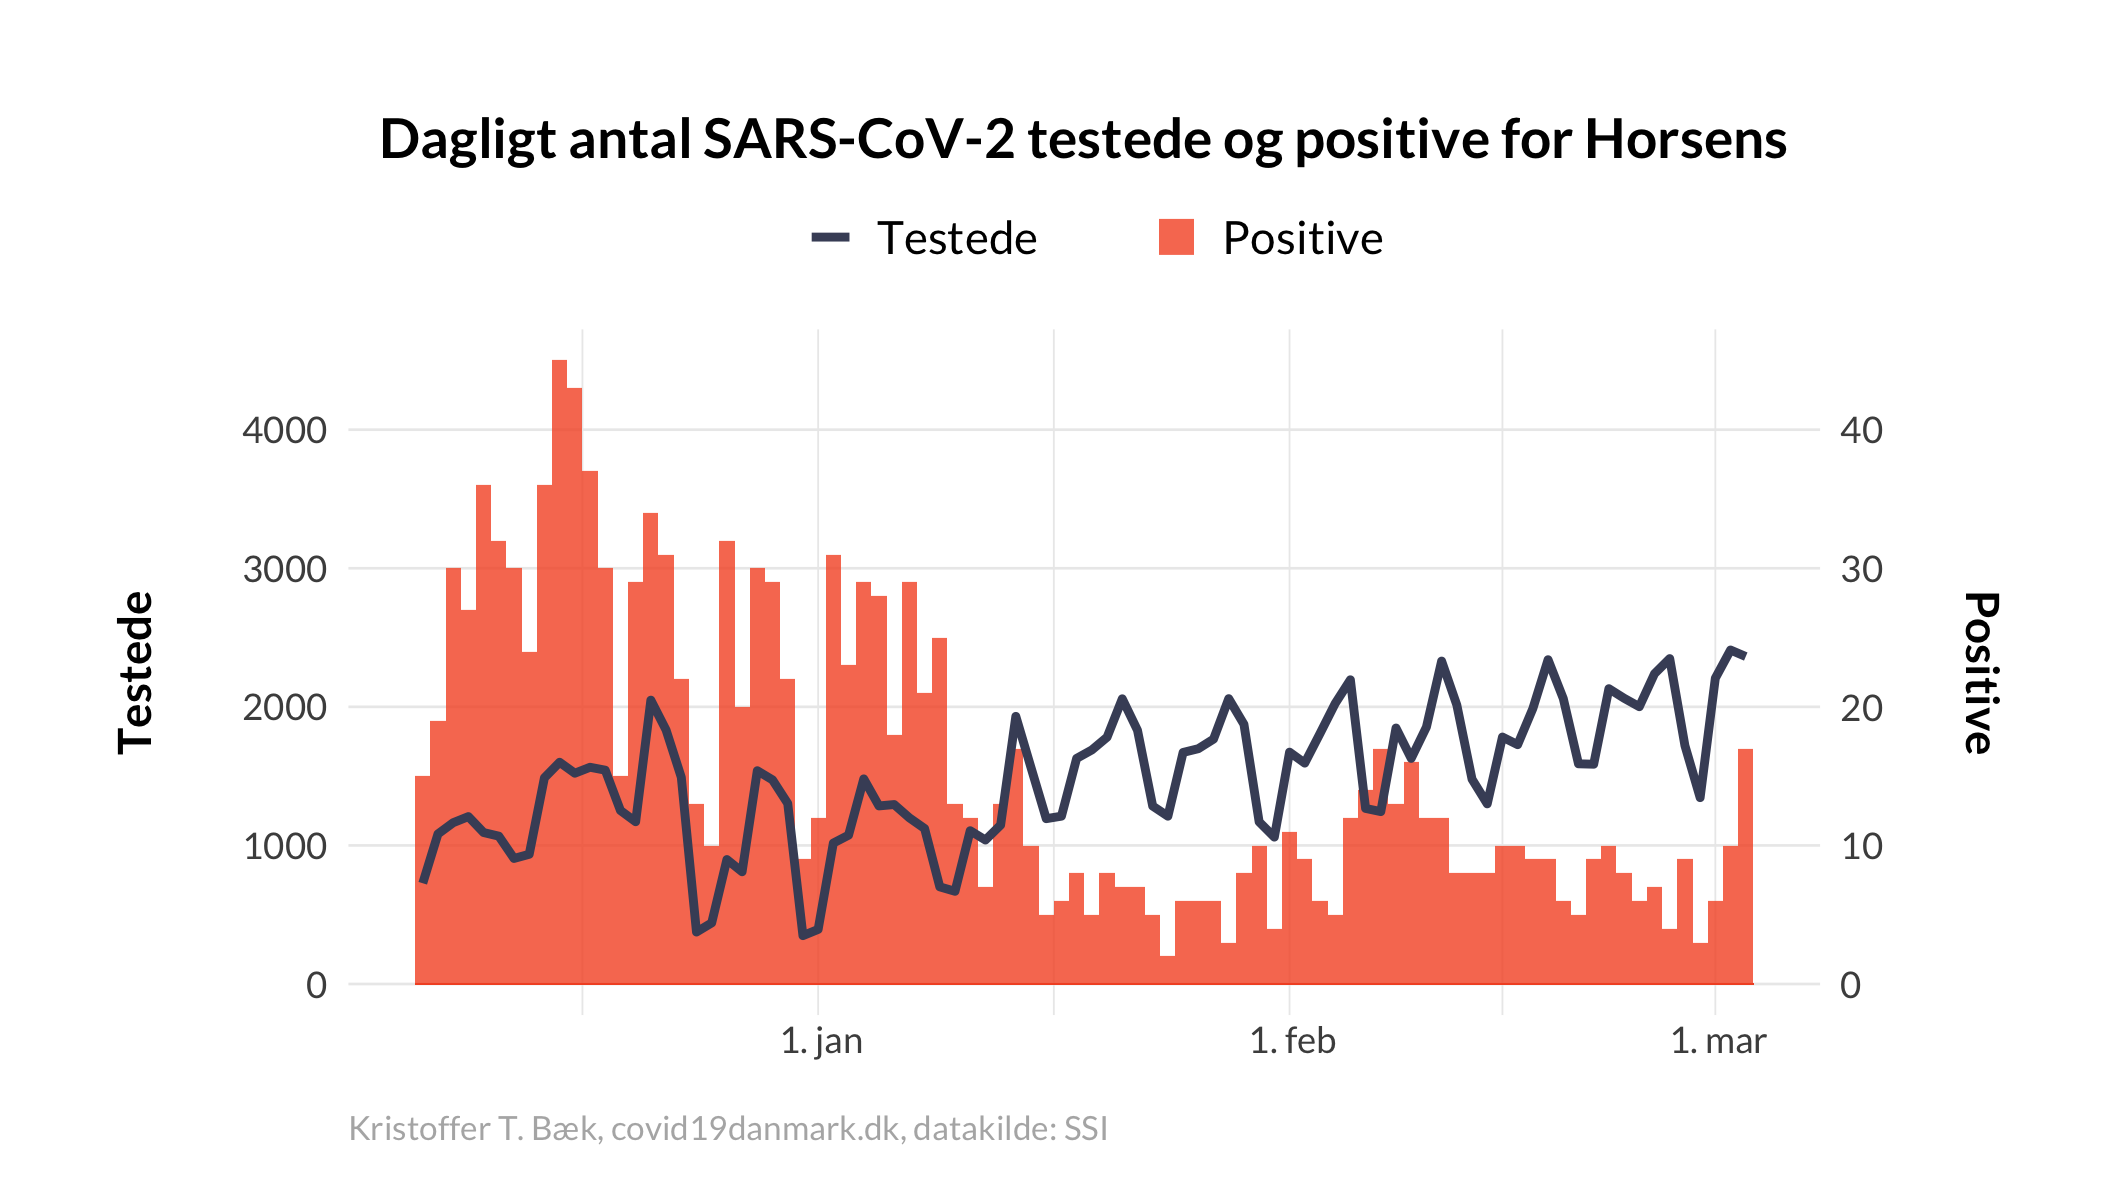 Dagligt antal SARS-CoV-2 testede og positive for Horsens
Testede Positive
4000 40
3000 30
2000 20
1000 10
0 0
Testede
Positive
1. jan 1. feb 1. mar
Kristoffer T. Bæk, covid19danmark.dk, datakilde: SSI